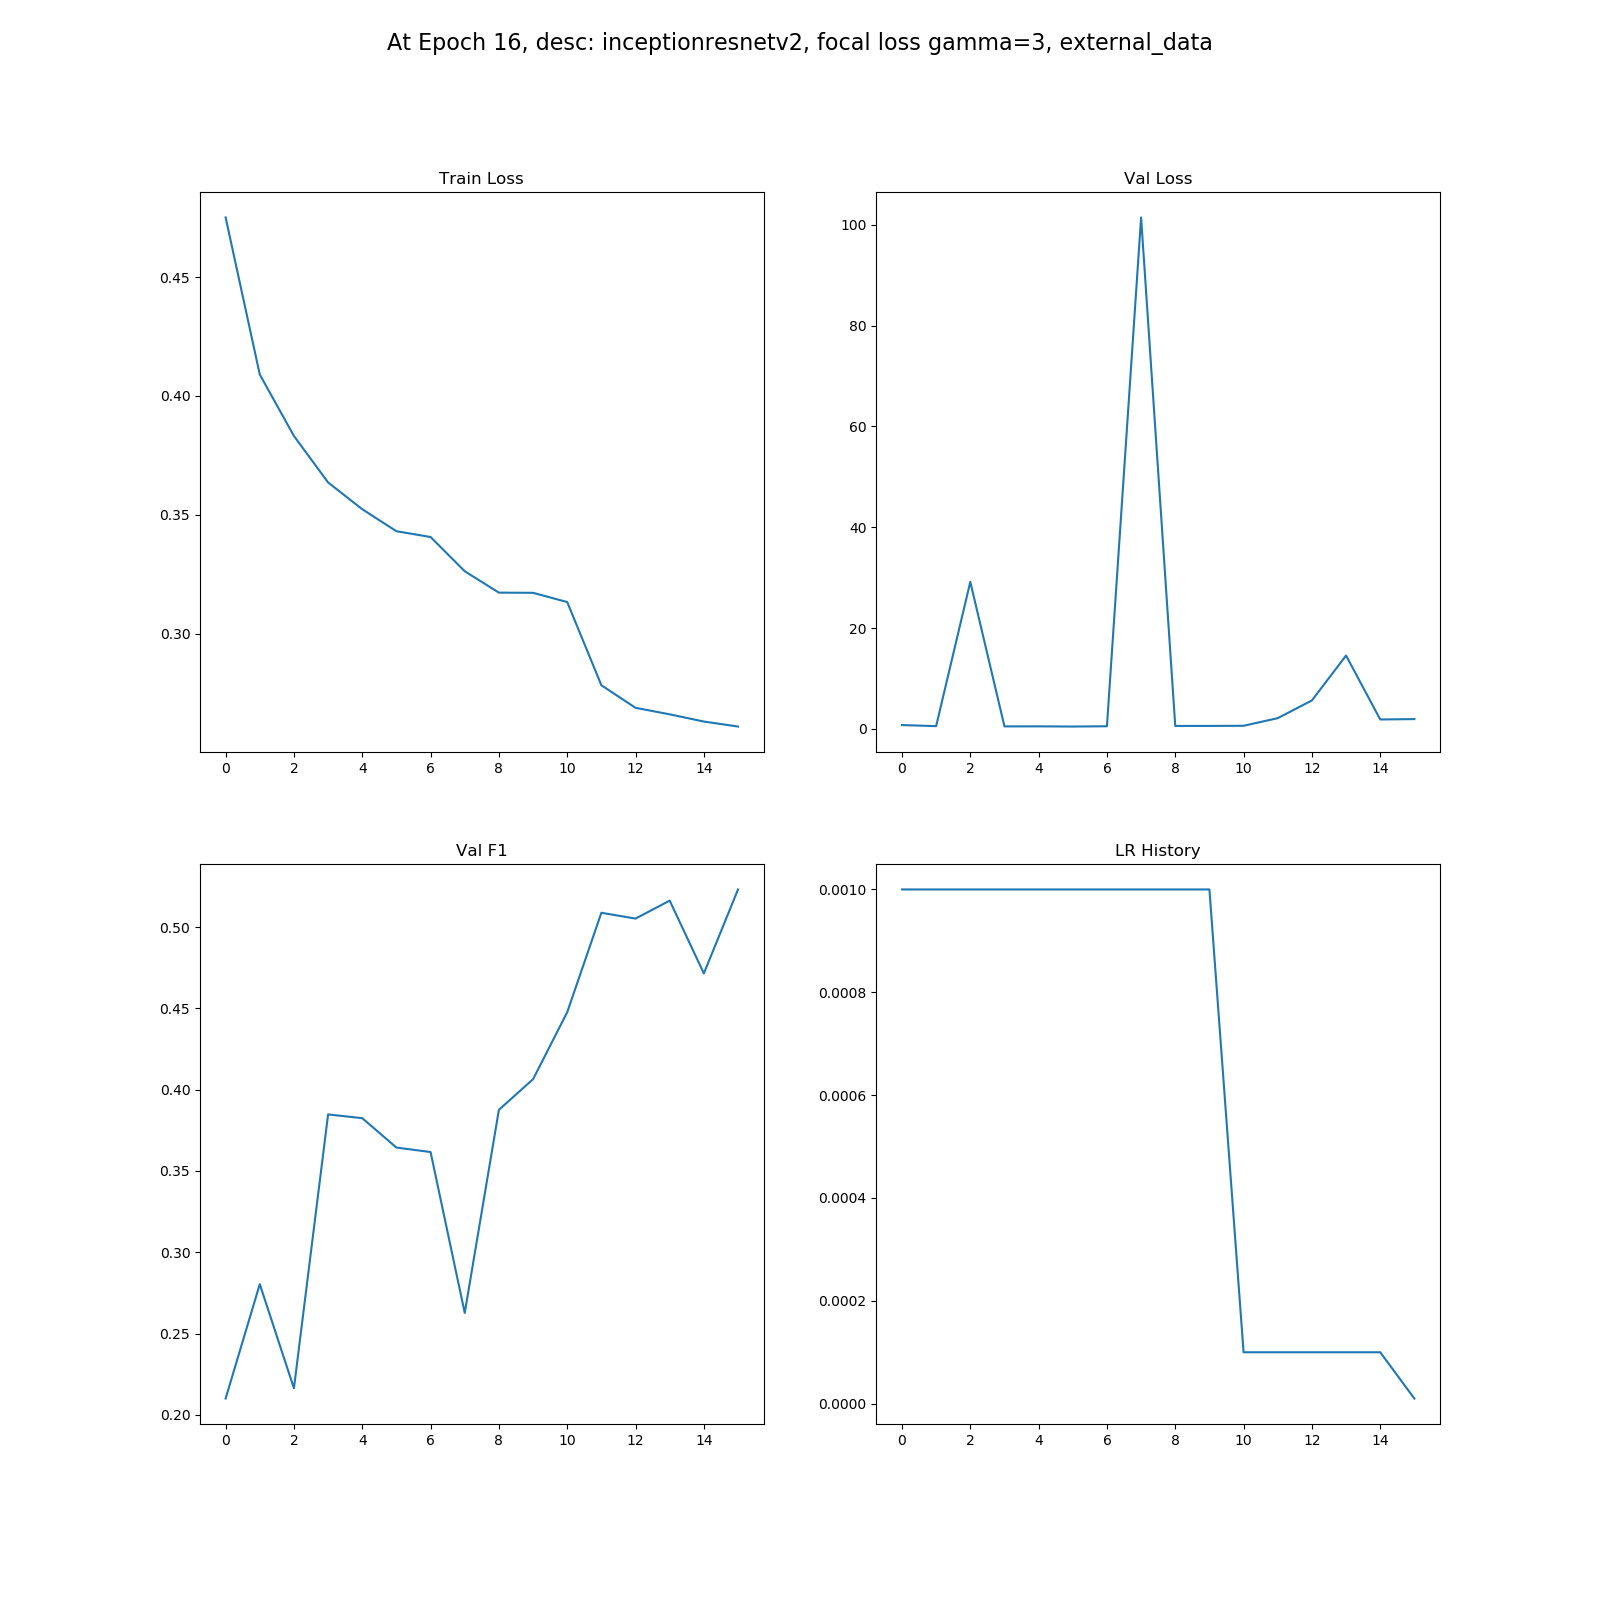 At Epoch 16, desc: inceptionresnetv2, focal loss gamma=3, external_data
Train Loss
0.45
0.40
0.35
0.30
0 2 4 6 8 10 12 14
Val Loss
100
80
60
40
20
0
0 2 4 6 8 10 12 14
Val F1
0.50
0.45
0.40
0.35
0.30
0.25
0.20
0 2 4 6 8 10 12 14
LR History
0.0010
0.0008
0.0006
0.0004
0.0002
0.0000
0 2 4 6 8 10 12 14